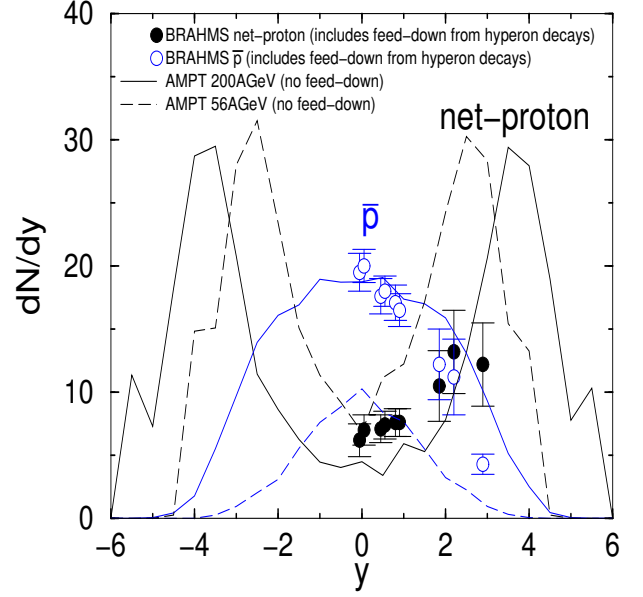 BRAHMS net-proton (includes feed-down from hyperon decays)
BRAHMS p̅ (includes feed-down from hyperon decays)
AMPT 200AGeV (no feed-down)
AMPT 56AGeV (no feed-down)
net-proton
p̅
dN/dy
40
30
20
10
0
−6
−4
−2
0
2
4
6
y